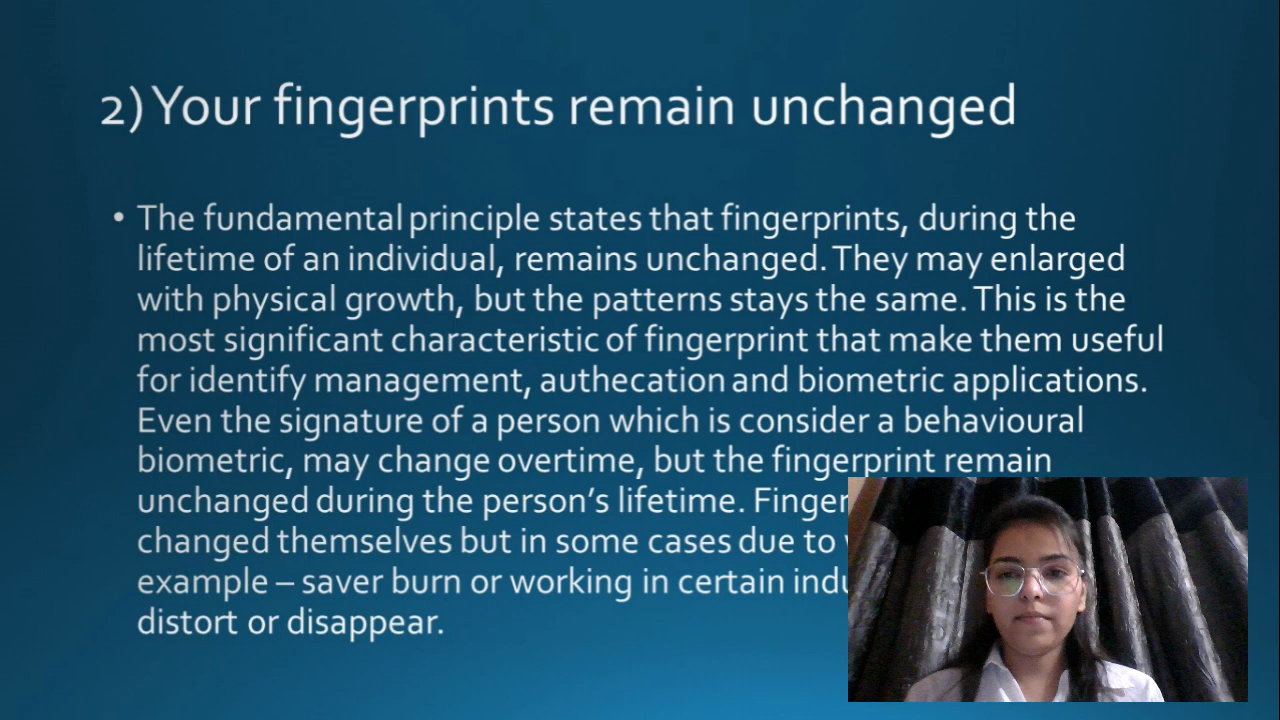 2) Your fingerprints remain unchanged
• The fundamental principle states that fingerprints, during the
lifetime of an individual, remains unchanged. They may enlarged
with physical growth, but the patterns stays the same. This is the
most significant characteristic of fingerprint that make them useful
for identify management, authecation and biometric applications.
Even the signature of a person which is consider a behavioural
biometric, may change overtime, but the fingerprint remain
unchanged during the person’s lifetime.
changed themselves but in some cases due to
example – saver burn or working in certain
distort or disappear.